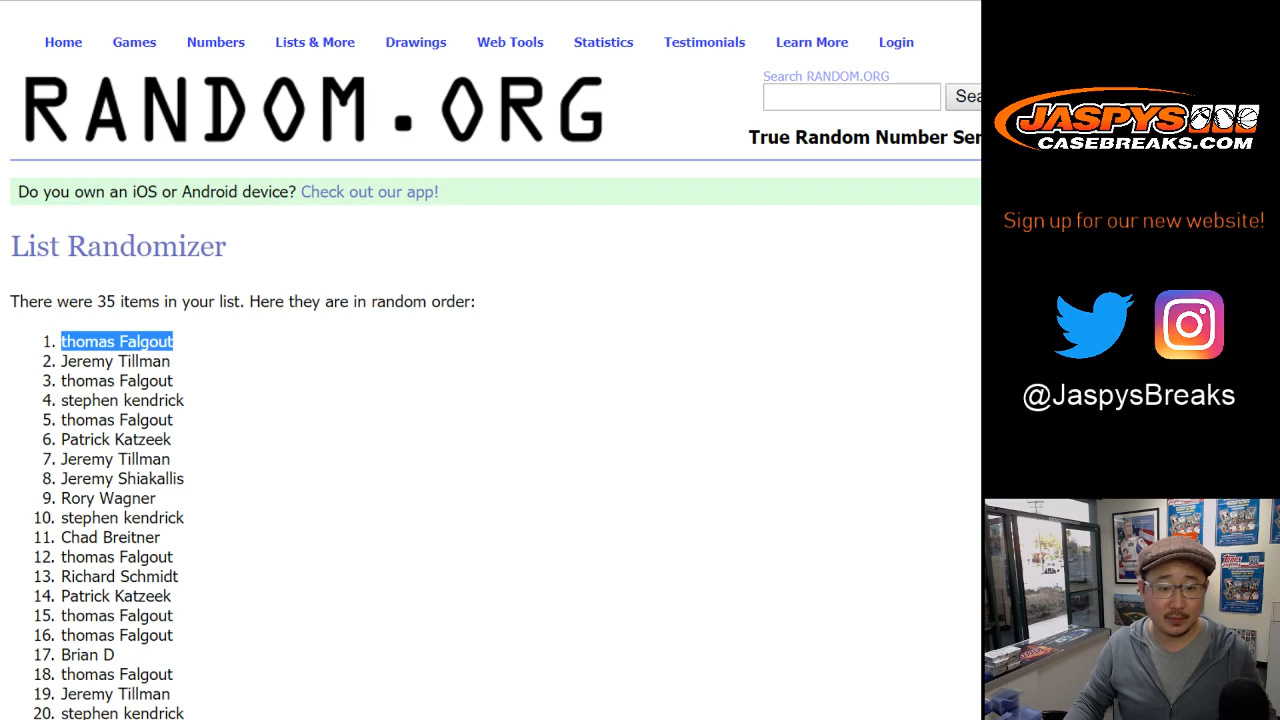 Home Games Numbers Lists & More Drawings Web Tools Statistics Testimonials Learn More Login
RANDOM.ORG
Search RANDOM.ORG
Sea
True Random Number Ser
Do you own an iOS or Android device? Check out our app!
List Randomizer
There were 35 items in your list. Here they are in random order:
1. thomas Falgout
2. Jeremy Tillman
3. thomas Falgout
4. stephen kendrick
5. thomas Falgout
6. Patrick Katzeek
7. Jeremy Tillman
8. Jeremy Shiakallis
9. Rory Wagner
10. stephen kendrick
11. Chad Breitner
12. thomas Falgout
13. Richard Schmidt
14. Patrick Katzeek
15. thomas Falgout
16. thomas Falgout
17. Brian D
18. thomas Falgout
19. Jeremy Tillman
20. stephen kendrick
JASPYS
CASEBREAKS.COM
Sign up for our new website!
@JaspysBreaks